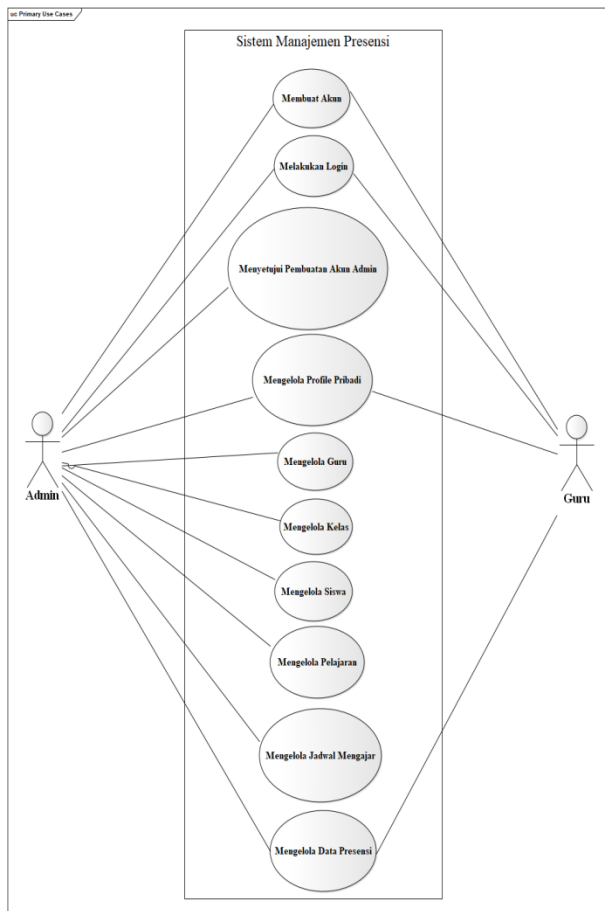 uc Primary Use Cases
Sistem Manajemen Presensi
Membuat Akun
Melakukan Login
Menyetujui Pembuatan Akun Admin
Mengelola Profile Pribadi
Mengelola Guru
Admin
Guru
Mengelola Kelas
Mengelola Siswa
Mengelola Pelajaran
Mengelola Jadwal Mengajar
Mengelola Data Presensi